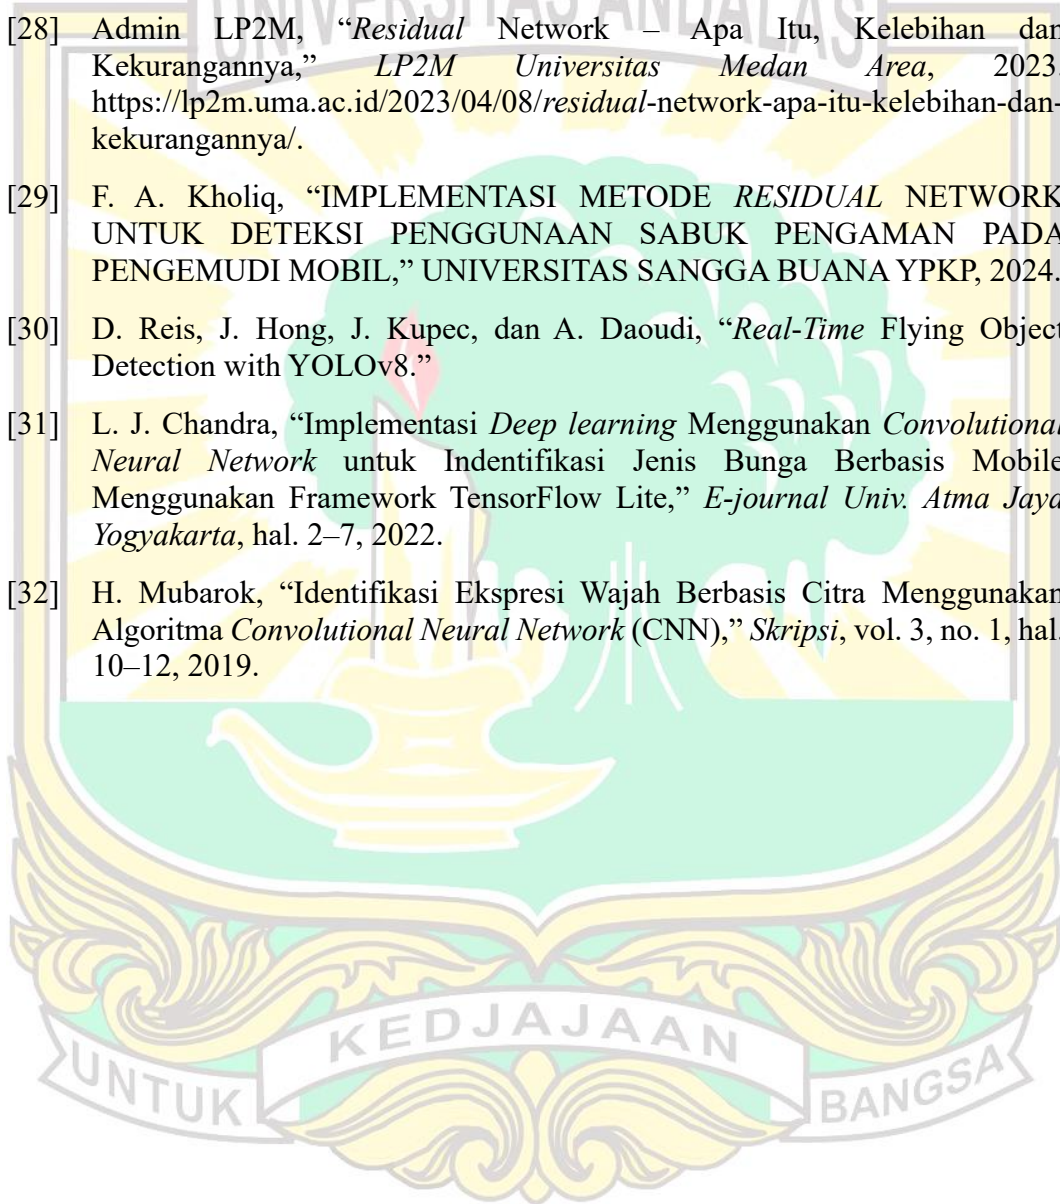 UNIVERSITAS ANDALAS
[28] Admin LP2M, “Residual Network – Apa Itu, Kelebihan dan
Kekurangannya,” LP2M Universitas Medan Area, 2023.
https://lp2m.uma.ac.id/2023/04/08/residual-network-apa-itu-kelebihan-dan-
kekurangannya/.
[29] F. A. Kholiq, “IMPLEMENTASI METODE RESIDUAL NETWORK
UNTUK DETEKSI PENGGUNAAN SABUK PENGAMAN PADA
PENGEMUDI MOBIL,” UNIVERSITAS SANGGA BUANA YPKP, 2024.
[30] D. Reis, J. Hong, J. Kupec, dan A. Daoudi, “Real-Time Flying Object
Detection with YOLOv8.”
[31] L. J. Chandra, “Implementasi Deep learning Menggunakan Convolutional
Neural Network untuk Indentifikasi Jenis Bunga Berbasis Mobile
Menggunakan Framework TensorFlow Lite,” E-journal Univ. Atma Jaya
Yogyakarta, hal. 2–7, 2022.
[32] H. Mubarok, “Identifikasi Ekspresi Wajah Berbasis Citra Menggunakan
Algoritma Convolutional Neural Network (CNN),” Skripsi, vol. 3, no. 1, hal.
10–12, 2019.
UNTUK KEDJAJAAN BANGSA